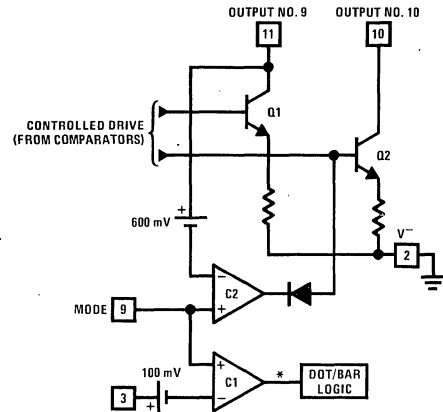 OUTPUT NO. 9 OUTPUT NO. 10
11 10
Q1
CONTROLLED DRIVE
(FROM COMPARATORS)
Q2
+
600 mV
V−
2
−
C2
+
MODE 9
100 mV
+
C1
−
*
DOT/BAR
LOGIC
3
+